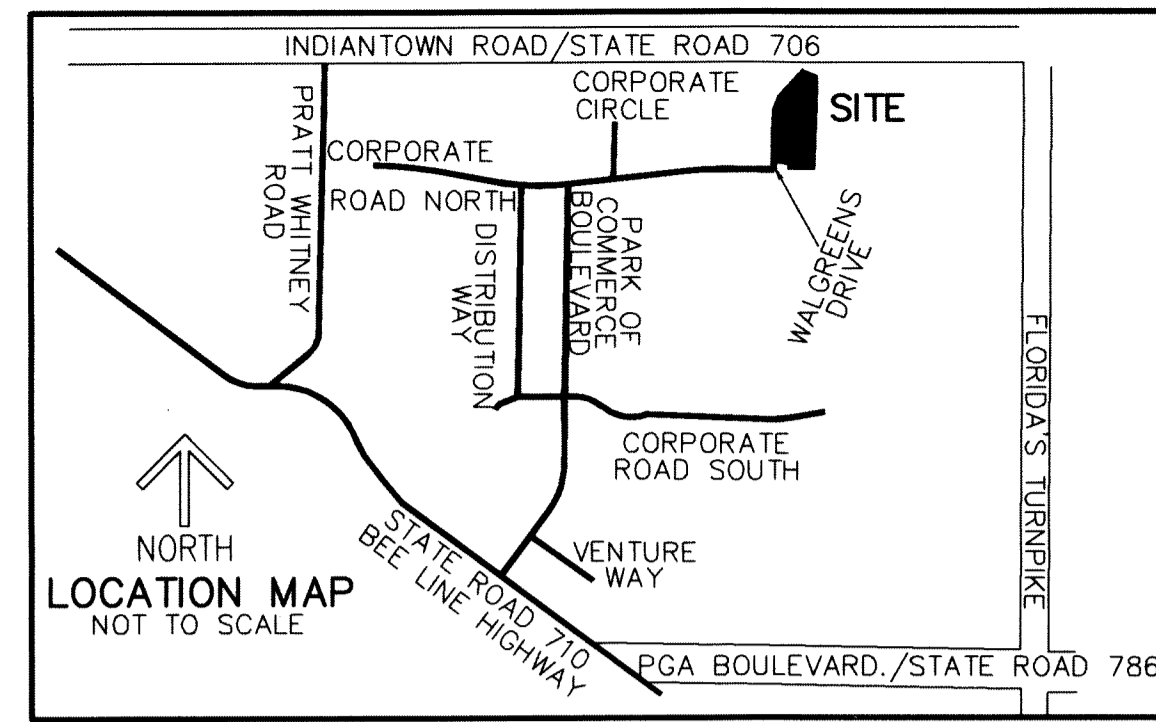 INDIANTOWN ROAD/STATE ROAD 706
CORPORATE
CIRCLE
SITE
PRATT WHITNEY
ROAD
CORPORATE
ROAD NORTH
DISTRIBUTION
WAY
PARK OF
COMMERCE
BOULEVARD
WALGREENS
DRIVE
FLORIDA'S TURNPIKE
CORPORATE
ROAD SOUTH
NORTH
LOCATION MAP
NOT TO SCALE
STATE ROAD 710
BEE LINE HIGHWAY
VENTURE
WAY
PGA BOULEVARD./STATE ROAD 786